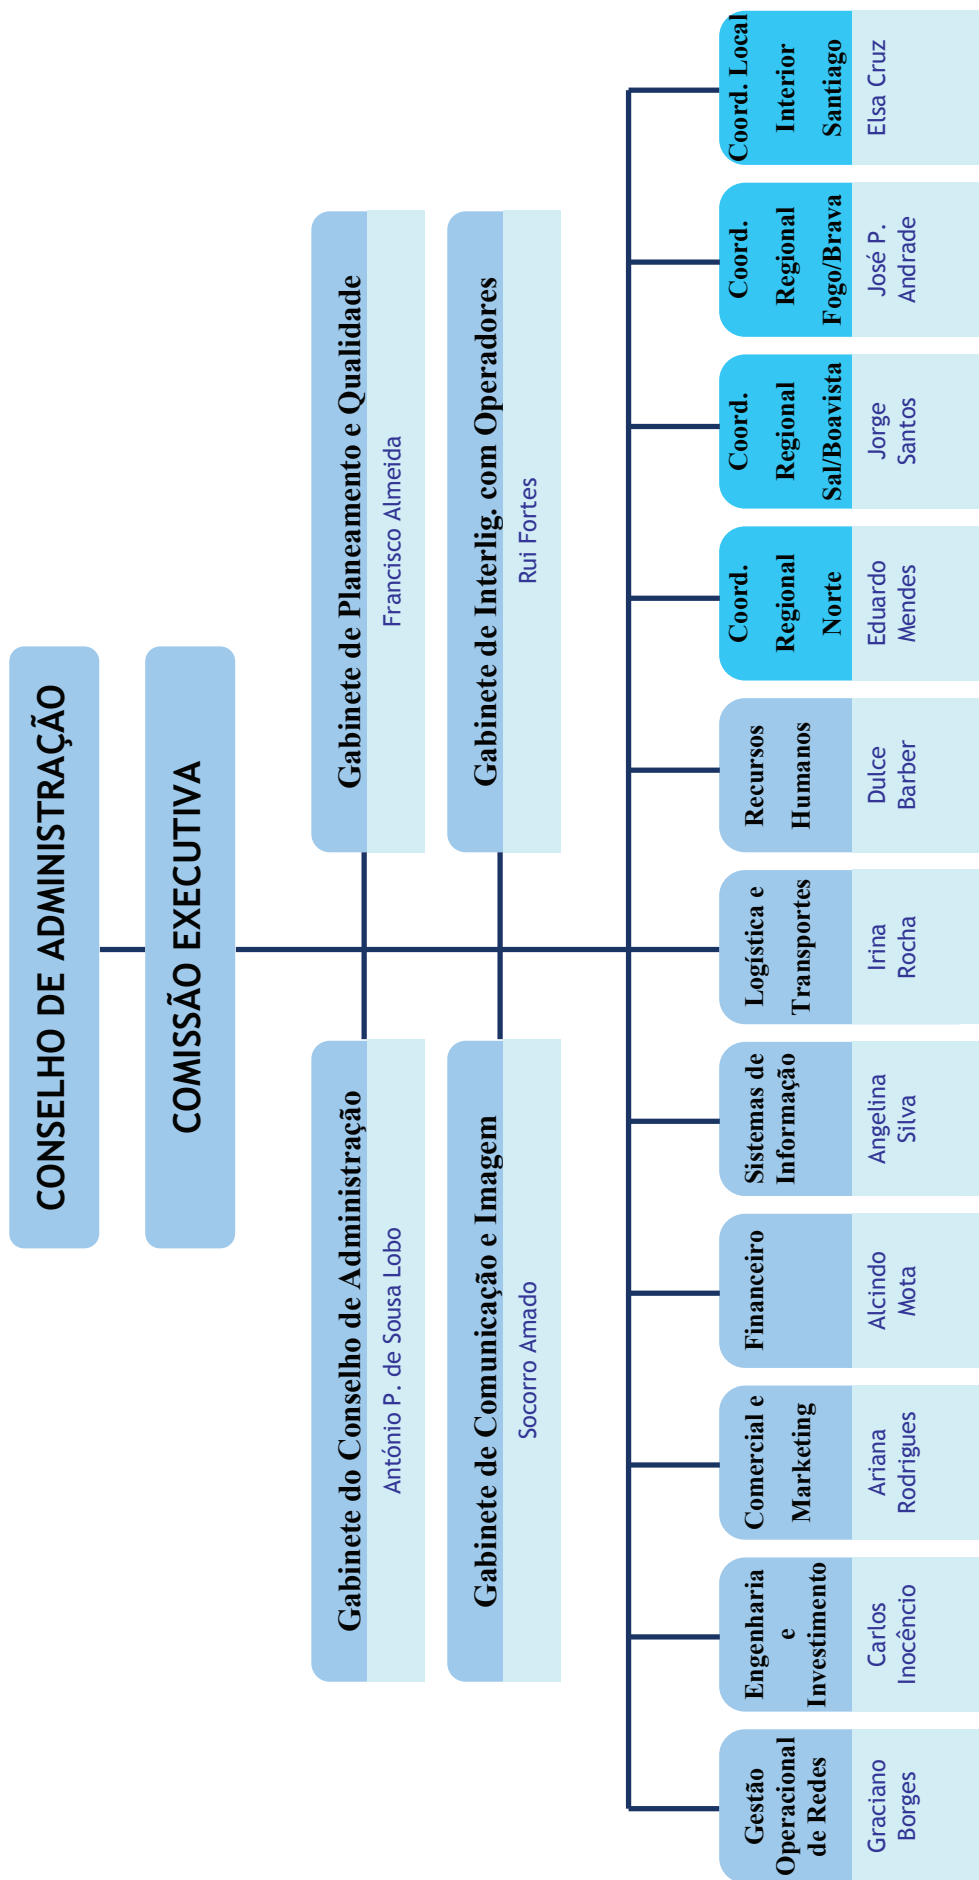 CONSELHO DE ADMINISTRAÇÃO
COMISSÃO EXECUTIVA
Gabinete do Conselho de Administração
António P. de Sousa Lobo
Gabinete de Planeamento e Qualidade
Francisco Almeida
Gabinete de Comunicação e Imagem
Socorro Amado
Gabinete de Interlig. com Operadores
Rui Fortes
Gestão
Operacional
de Redes
Graciano
Borges
Engenharia
e
Investimento
Carlos
Inocêncio
Comercial e
Marketing
Ariana
Rodrigues
Financeiro
Alcindo
Mota
Sistemas de
Informação
Angelina
Silva
Logística e
Transportes
Irina
Rocha
Recursos
Humanos
Dulce
Barber
Coord.
Regional
Norte
Eduardo
Mendes
Coord.
Regional
Sal/Boavista
Jorge
Santos
Coord.
Regional
Fogo/Brava
José P.
Andrade
Coord. Local
Interior
Santiago
Elsa Cruz